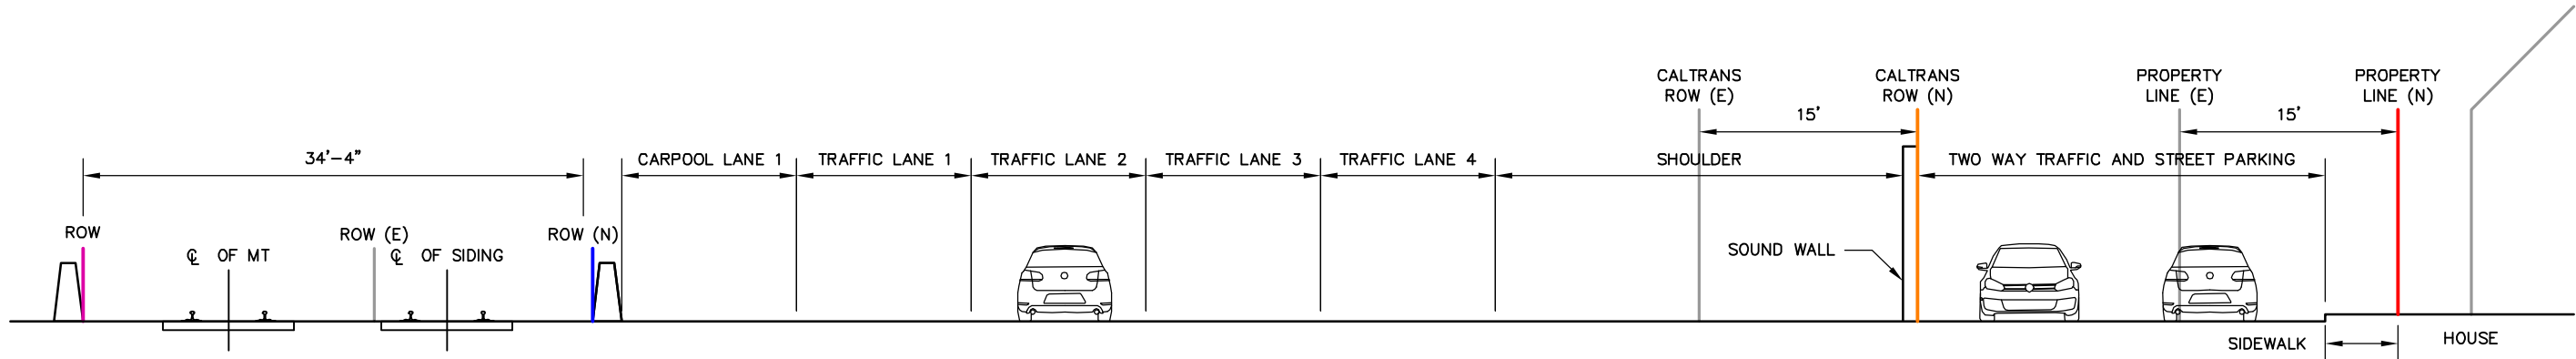 CALTRANS
ROW (E)
CALTRANS
ROW (N)
PROPERTY
LINE (E)
PROPERTY
LINE (N)
15'
15'
34'-4"
CARPOOL LANE 1
TRAFFIC LANE 1
TRAFFIC LANE 2
TRAFFIC LANE 3
TRAFFIC LANE 4
SHOULDER
TWO WAY TRAFFIC AND STREET PARKING
ROW
ROW (E)
ROW (N)
℄ OF MT
℄ OF SIDING
SOUND WALL
SIDEWALK
HOUSE